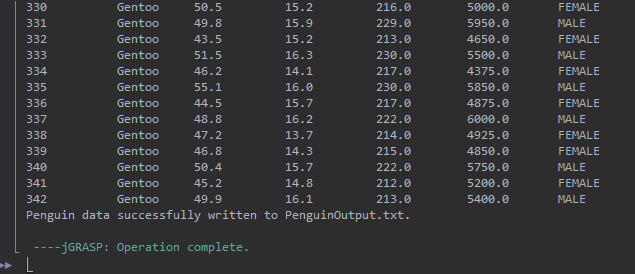 330 Gentoo 50.5 15.2 216.0 5000.0 FEMALE
331 Gentoo 49.8 15.9 229.0 5950.0 MALE
332 Gentoo 43.5 15.2 213.0 4650.0 FEMALE
333 Gentoo 51.5 16.3 230.0 5500.0 MALE
334 Gentoo 46.2 14.1 217.0 4375.0 FEMALE
335 Gentoo 55.1 16.0 230.0 5850.0 MALE
336 Gentoo 44.5 15.7 217.0 4875.0 FEMALE
337 Gentoo 48.8 16.2 222.0 6000.0 MALE
338 Gentoo 47.2 13.7 214.0 4925.0 FEMALE
339 Gentoo 46.8 14.3 215.0 4850.0 FEMALE
340 Gentoo 50.4 15.7 222.0 5750.0 MALE
341 Gentoo 45.2 14.8 212.0 5200.0 FEMALE
342 Gentoo 49.9 16.1 213.0 5400.0 MALE
Penguin data successfully written to PenguinOutput.txt.
----jGRASP: Operation complete.